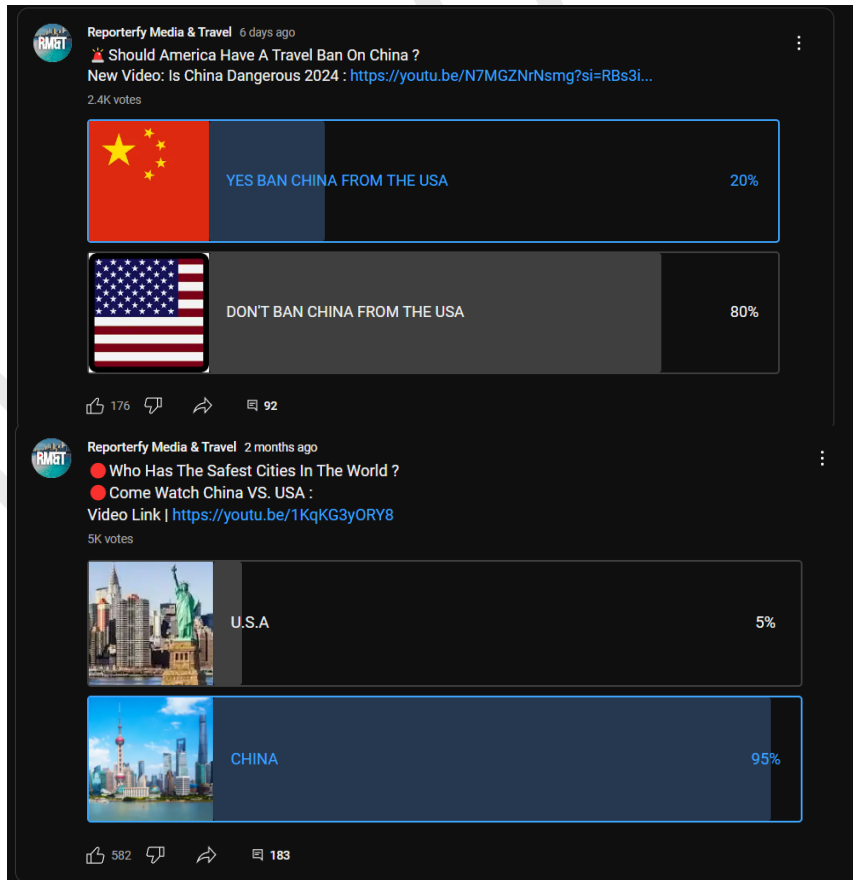 RM&T
Reporterfy Media & Travel 6 days ago
🚨 Should America Have A Travel Ban On China ?
New Video: Is China Dangerous 2024 : https://youtu.be/N7MGZNrNsmg?si=RBs3i...
2.4K votes
YES BAN CHINA FROM THE USA 20%
DON'T BAN CHINA FROM THE USA 80%
176 92
RM&T
Reporterfy Media & Travel 2 months ago
🔴 Who Has The Safest Cities In The World ?
🔴 Come Watch China VS. USA :
Video Link | https://youtu.be/1KqKG3yORY8
5K votes
U.S.A 5%
CHINA 95%
582 183